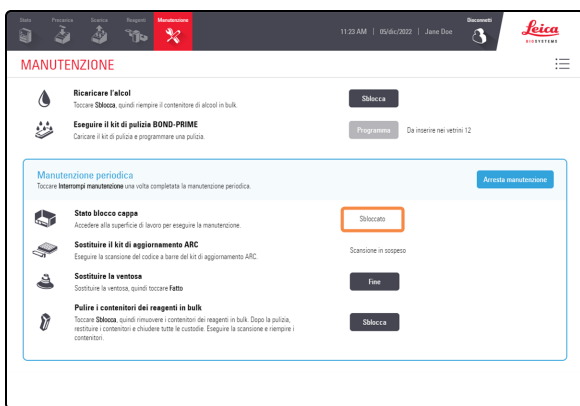 Stato
Precarica
Scarica
Reagenti
Manutenzione
11:23 AM | 05/dic/2022 | Jane Doe
Disconnetti
Leica
BIOSYSTEMS
MANUTENZIONE
Ricaricare l'alcol
Toccare Sblocca, quindi riempire il contenitore di alcool in bulk.
Sblocca
Eseguire il kit di pulizia BOND-PRIME
Caricare il kit di pulizia e programmare una pulizia.
Programma
Da inserire nei vetrini 12
Manutenzione periodica
Toccare Interrompi manutenzione una volta completata la manutenzione periodica.
Arresta manutenzione
Stato blocco cappa
Accedere alla superficie di lavoro per eseguire la manutenzione.
Sbloccato
Sostituire il kit di aggiornamento ARC
Eseguire la scansione del codice a barre del kit di aggiornamento ARC.
Scansione in sospeso
Sostituire la ventosa
Sostituire la ventosa, quindi toccare Fatto
Fine
Pulire i contenitori dei reagenti in bulk
Toccare Sblocca, quindi rimuovere i contenitori dei reagenti in bulk. Dopo la pulizia,
restituire i contenitori e chiudere tutte le custodie. Eseguire la scansione e riempire i
contenitori.
Sblocca